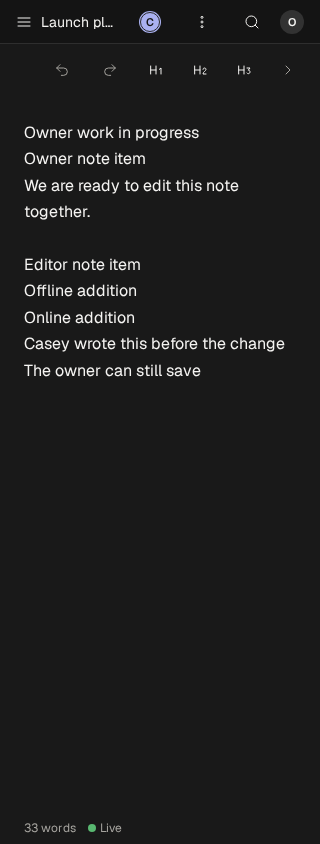 Launch pl...
C
O
H1 H2 H3
Owner work in progress
Owner note item
We are ready to edit this note
together.
Editor note item
Offline addition
Online addition
Casey wrote this before the change
The owner can still save
33 words
Live